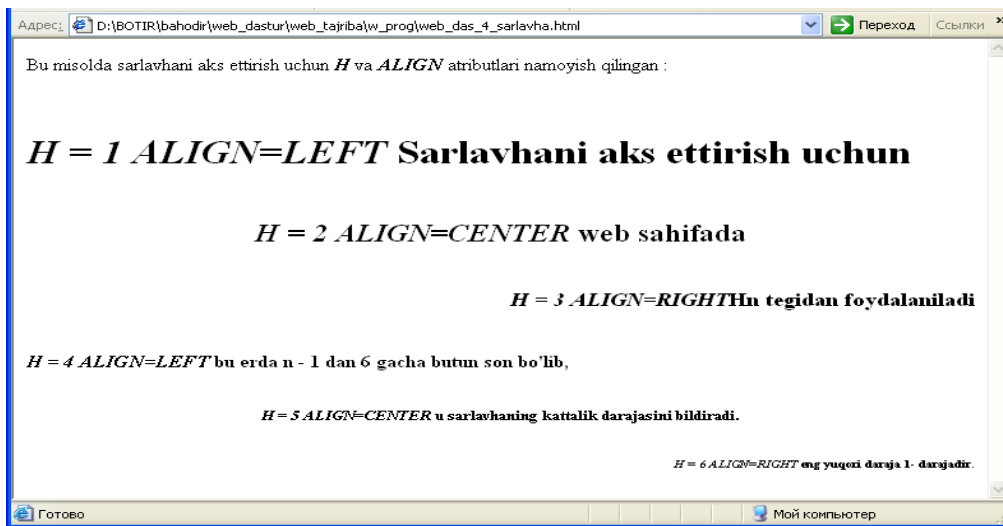 Адрес: D:\BOTIR\bahodir\web_dastur\web_tajriba\w_prog\web_das_4_sarlavha.html Переход Ссылки »
Bu misolda sarlavhani aks ettirish uchun H va ALIGN atributlari namoyish qilingan :
H = 1 ALIGN=LEFT Sarlavhani aks ettirish uchun
H = 2 ALIGN=CENTER web sahifada
H = 3 ALIGN=RIGHTHn tegidan foydalaniladi
H = 4 ALIGN=LEFT bu erda n - 1 dan 6 gacha butun son bo'lib,
H = 5 ALIGN=CENTER u sarlavhaning kattalik darajasini bildiradi.
H = 6 ALIGN=RIGHT eng yuqori daraja 1- darajadir.
Готово Мой компьютер